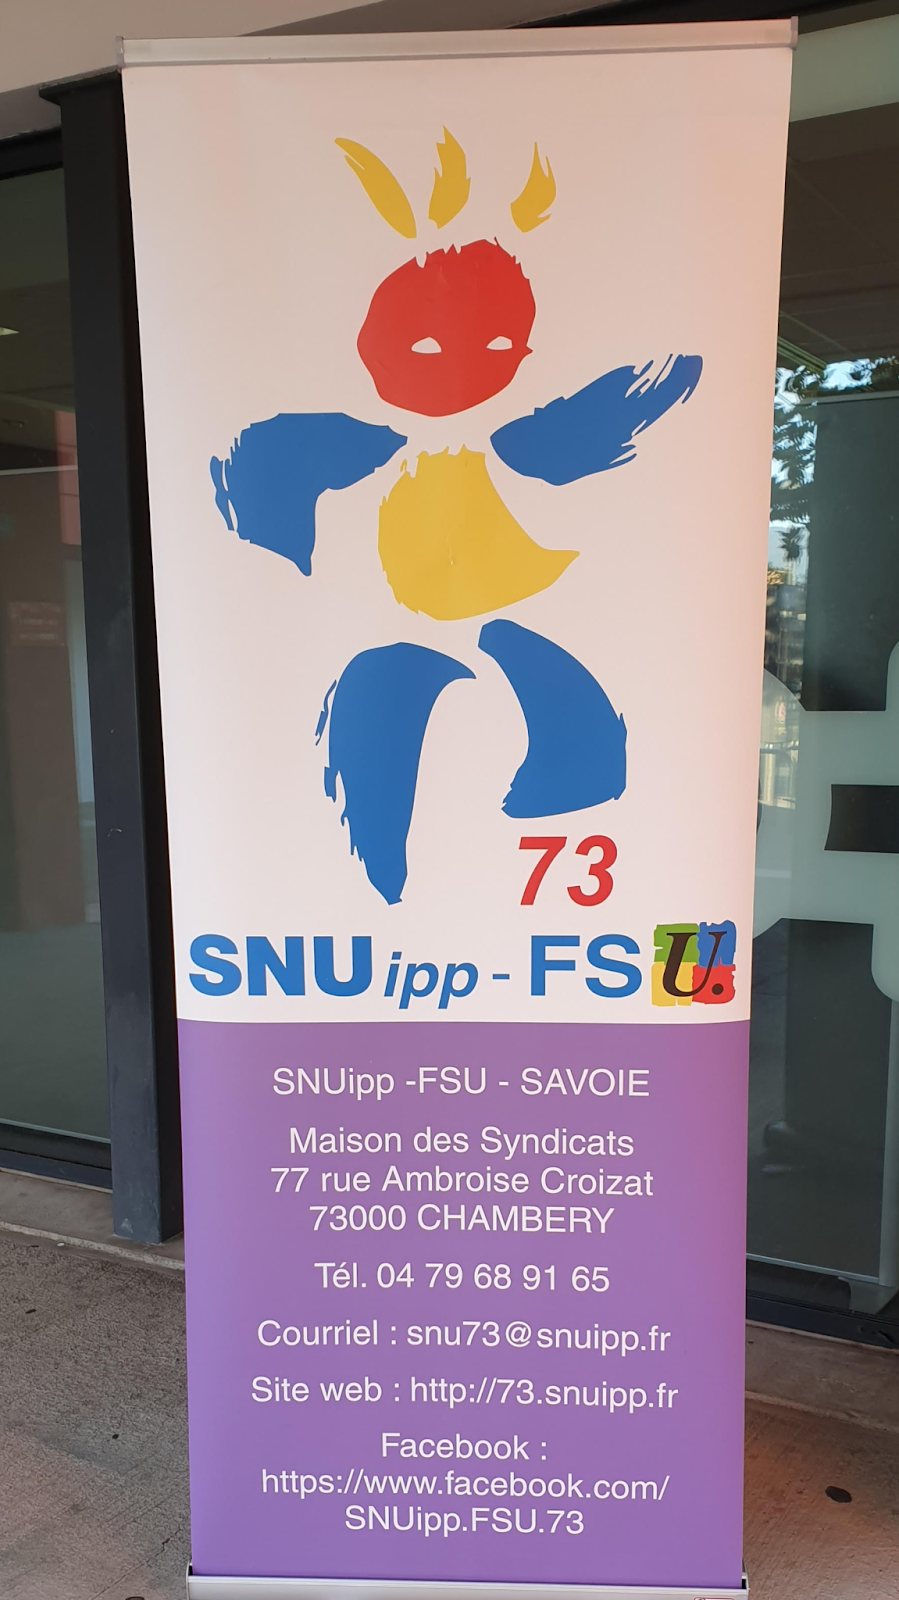 73
SNUipp - FSU.
SNUipp -FSU - SAVOIE
Maison des Syndicats
77 rue Ambroise Croizat
73000 CHAMBERY
Tél. 04 79 68 91 65
Courriel : snu73@snuipp.fr
Site web : http://73.snuipp.fr
Facebook :
https://www.facebook.com/
SNUipp.FSU.73